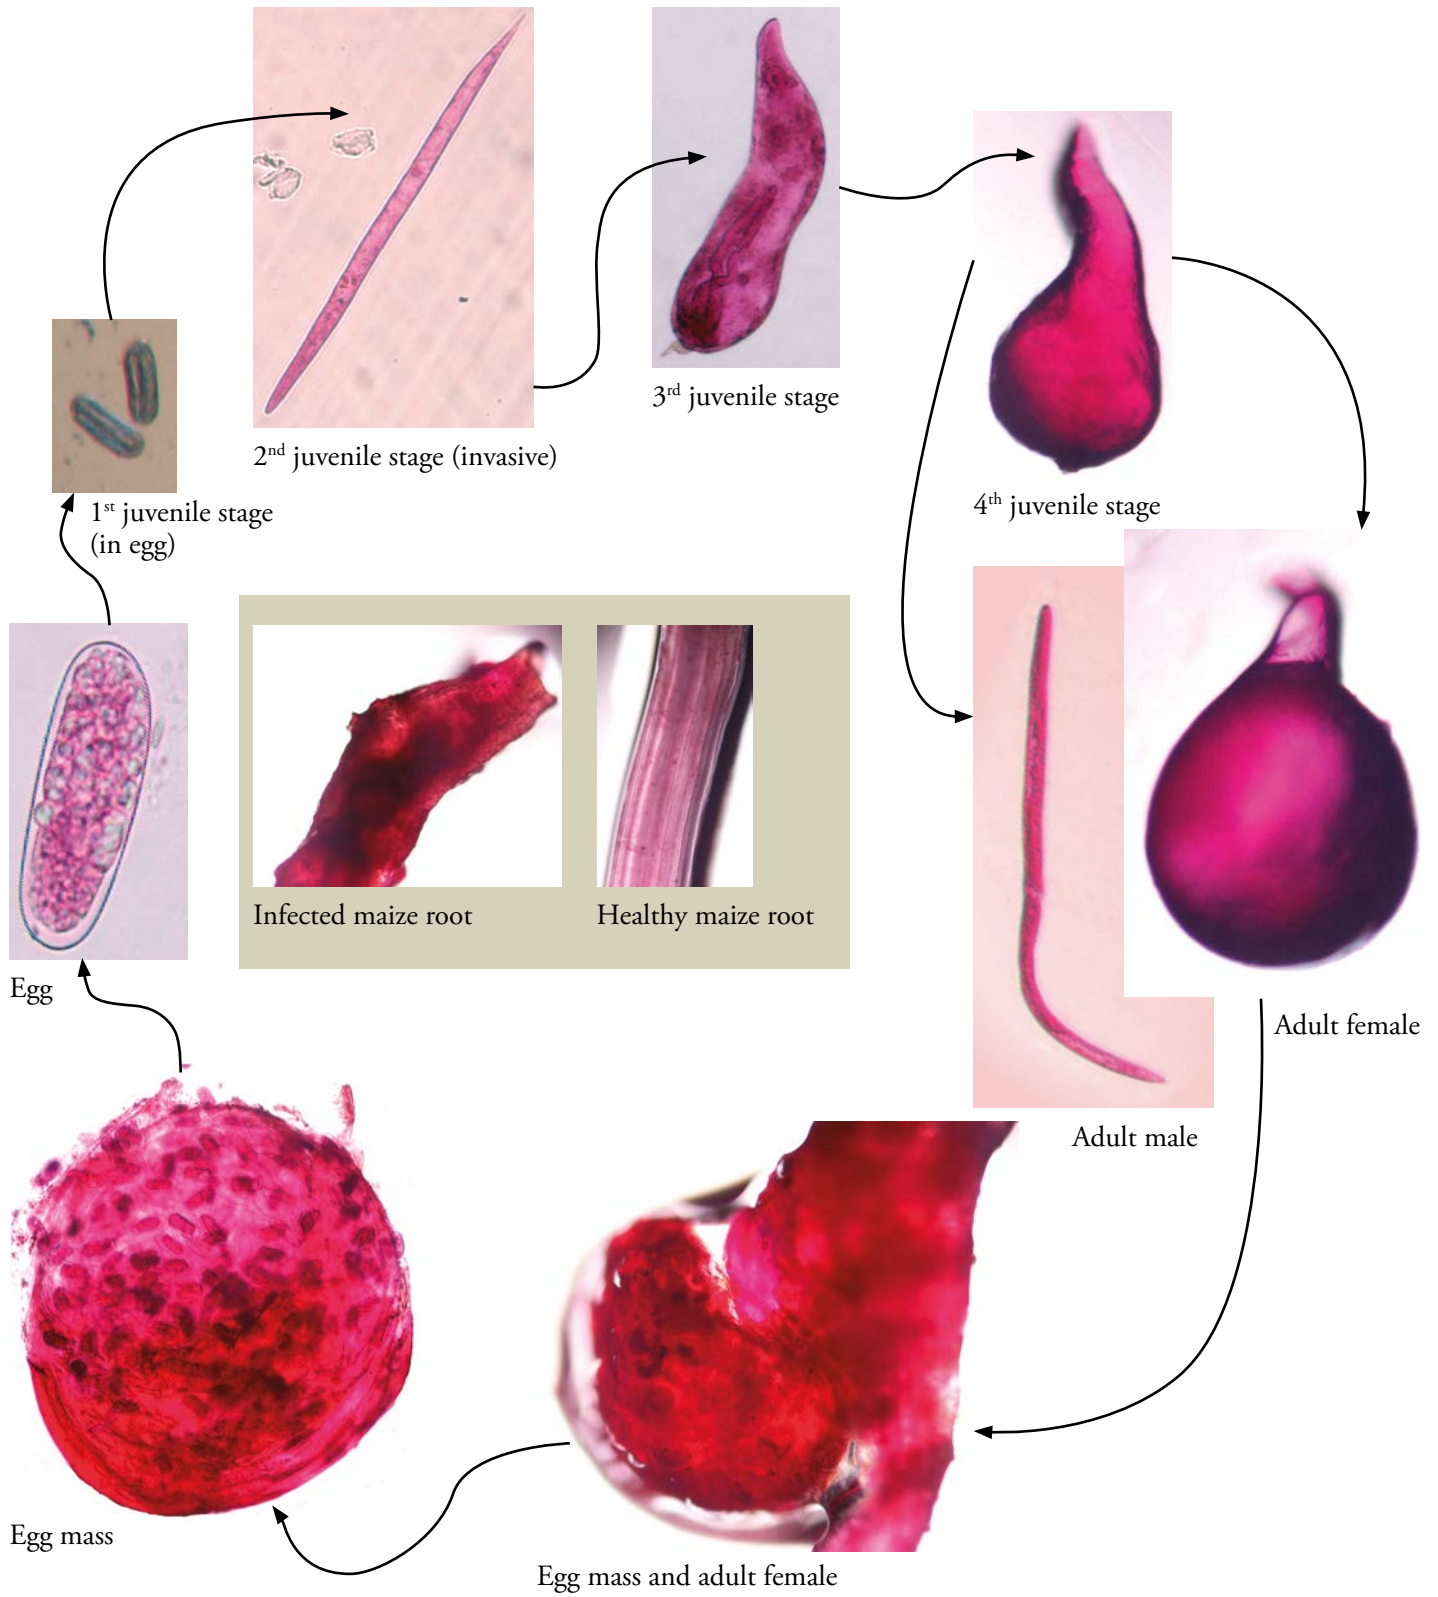 2nd juvenile stage (invasive)
3rd juvenile stage
4th juvenile stage
1st juvenile stage
(in egg)
Infected maize root
Healthy maize root
Egg
Adult female
Adult male
Egg mass
Egg mass and adult female